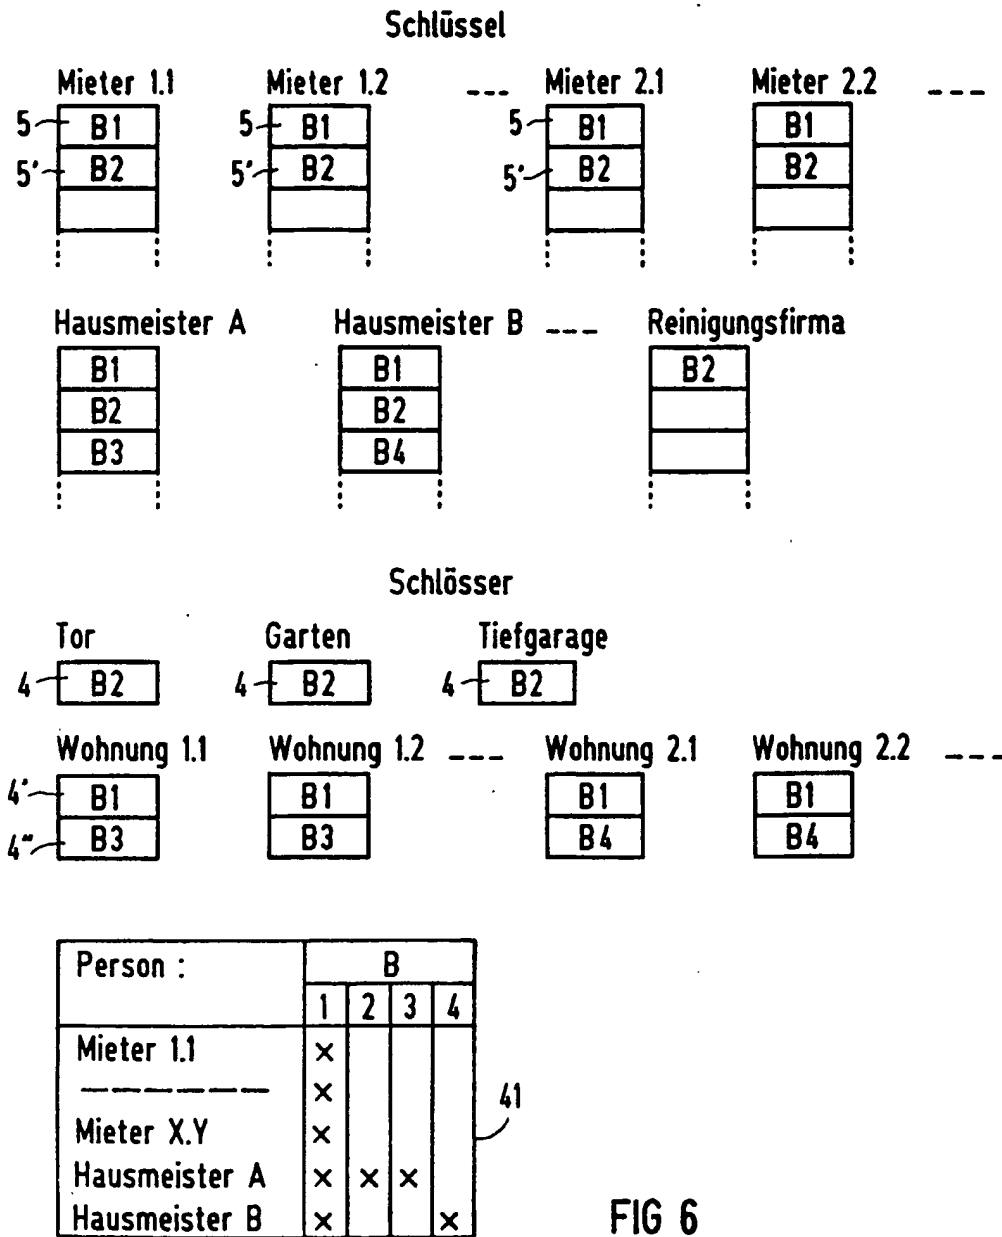 Schlüssel
Mieter 1.1 Mieter 1.2 --- Mieter 2.1 Mieter 2.2 ---
5 B1 5 B1 5 B1 B1
5' B2 5' B2 5' B2 B2
Hausmeister A Hausmeister B --- Reinigungsfirma
B1 B1 B2
B2 B2
B3 B4
Schlösser
Tor Garten Tiefgarage
4 B2 4 B2 4 B2
Wohnung 1.1 Wohnung 1.2 --- Wohnung 2.1 Wohnung 2.2 ---
4' B1 B1 B1 B1
4" B3 B3 B4 B4
Person : B
1 2 3 4
Mieter 1.1 ×
— — — — — — ×
41
Mieter X.Y ×
Hausmeister A × × ×
Hausmeister B × ×
FIG 6